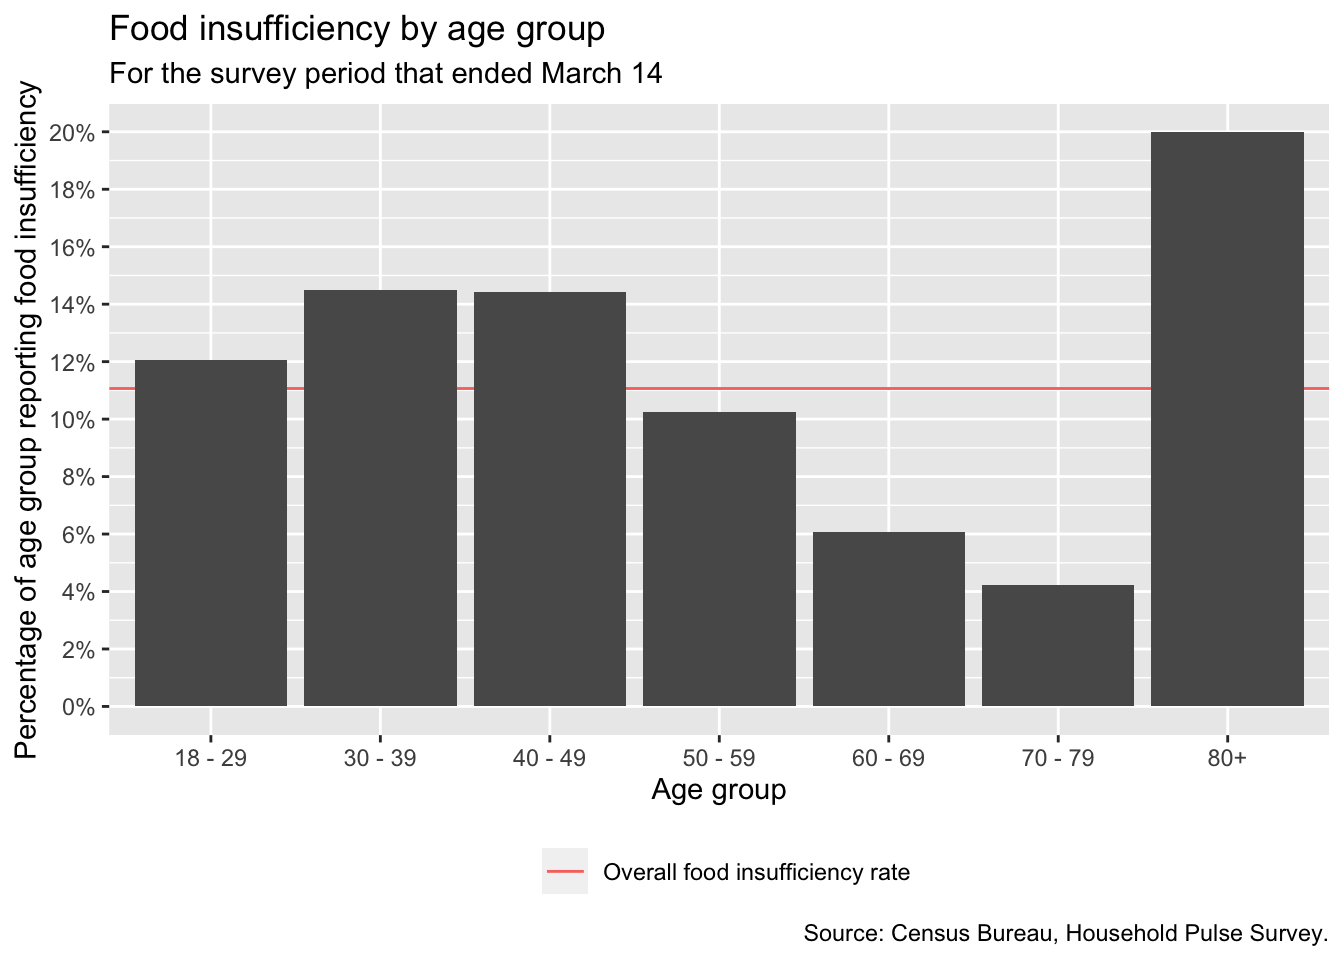 Food insufficiency by age group
For the survey period that ended March 14
Percentage of age group reporting food insufficiency
20%
18%
16%
14%
12%
10%
8%
6%
4%
2%
0%
18 - 29 30 - 39 40 - 49 50 - 59 60 - 69 70 - 79 80+
Age group
Overall food insufficiency rate
Source: Census Bureau, Household Pulse Survey.